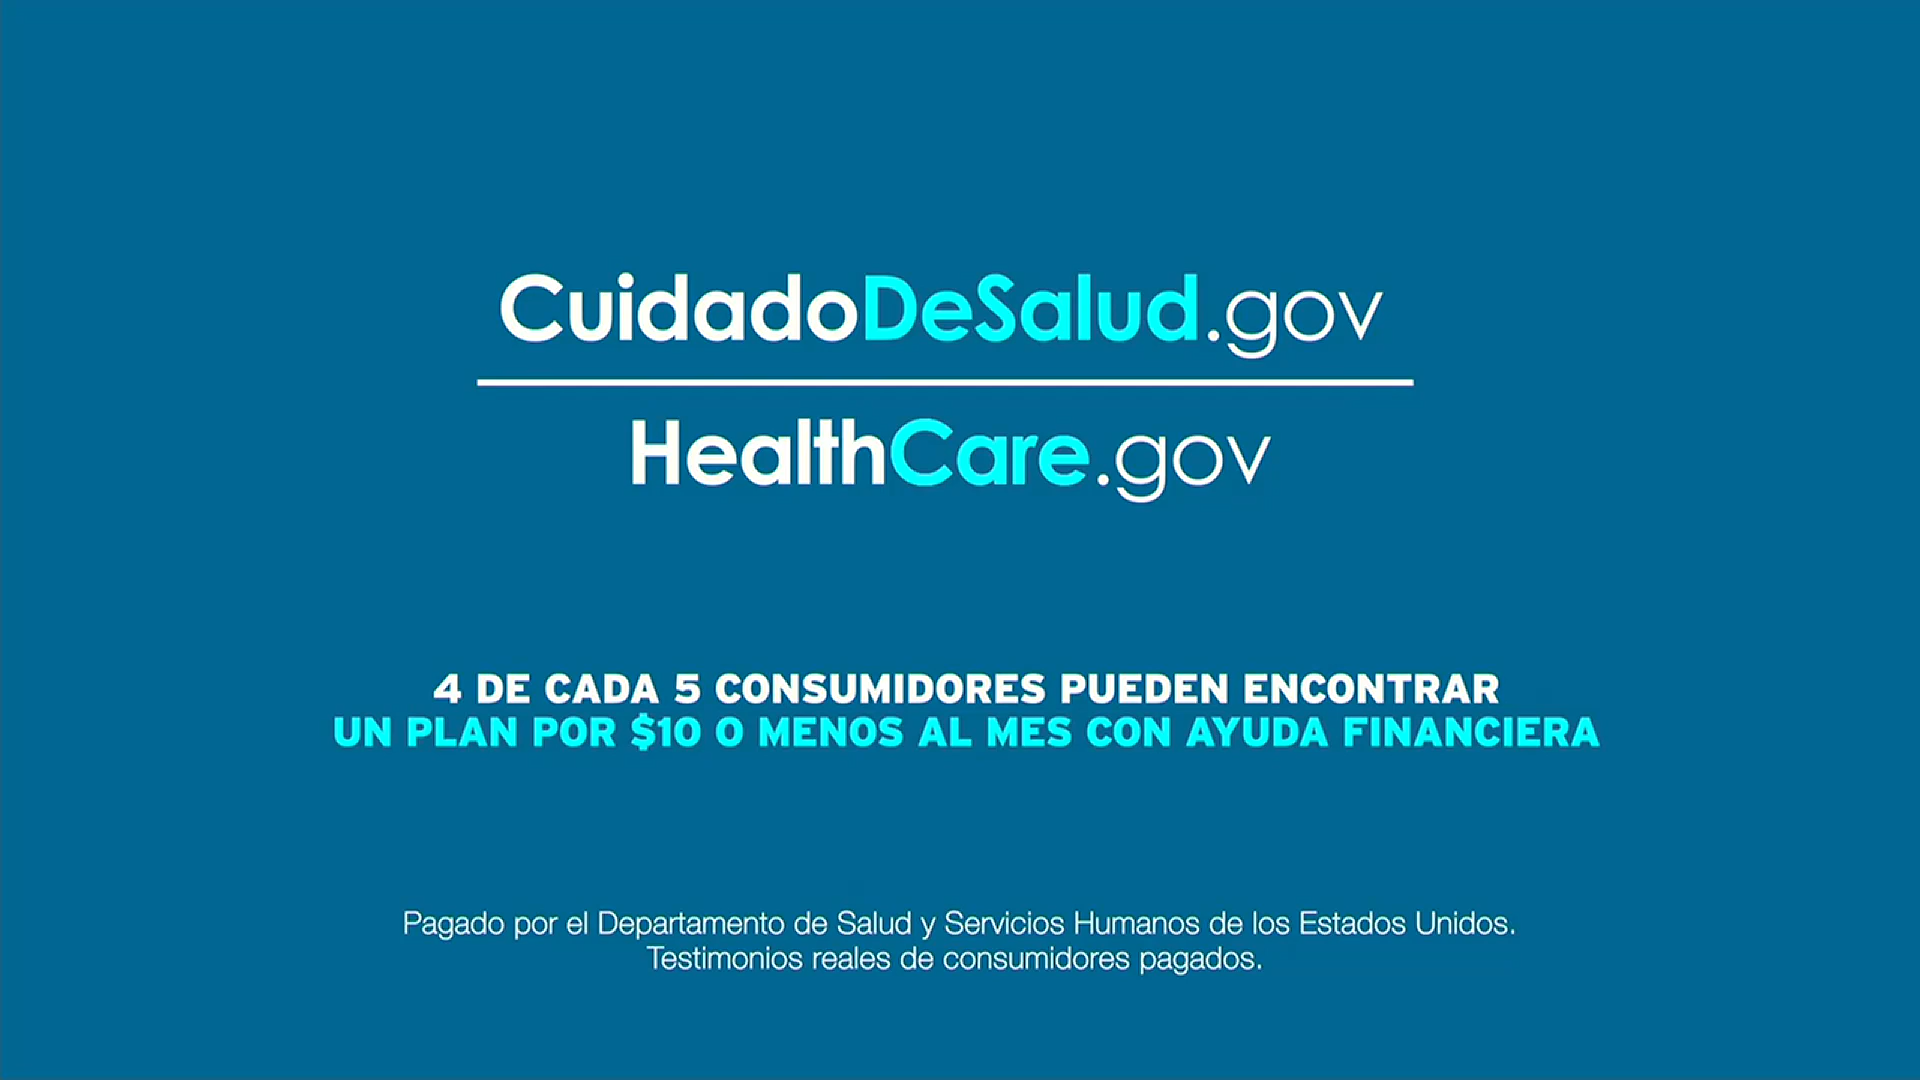 CuidadoDeSalud.gov
HealthCare.gov
4 DE CADA 5 CONSUMIDORES PUEDEN ENCONTRAR
UN PLAN POR $10 O MENOS AL MES CON AYUDA FINANCIERA
Pagado por el Departamento de Salud y Servicios Humanos de los Estados Unidos.
Testimonios reales de consumidores pagados.